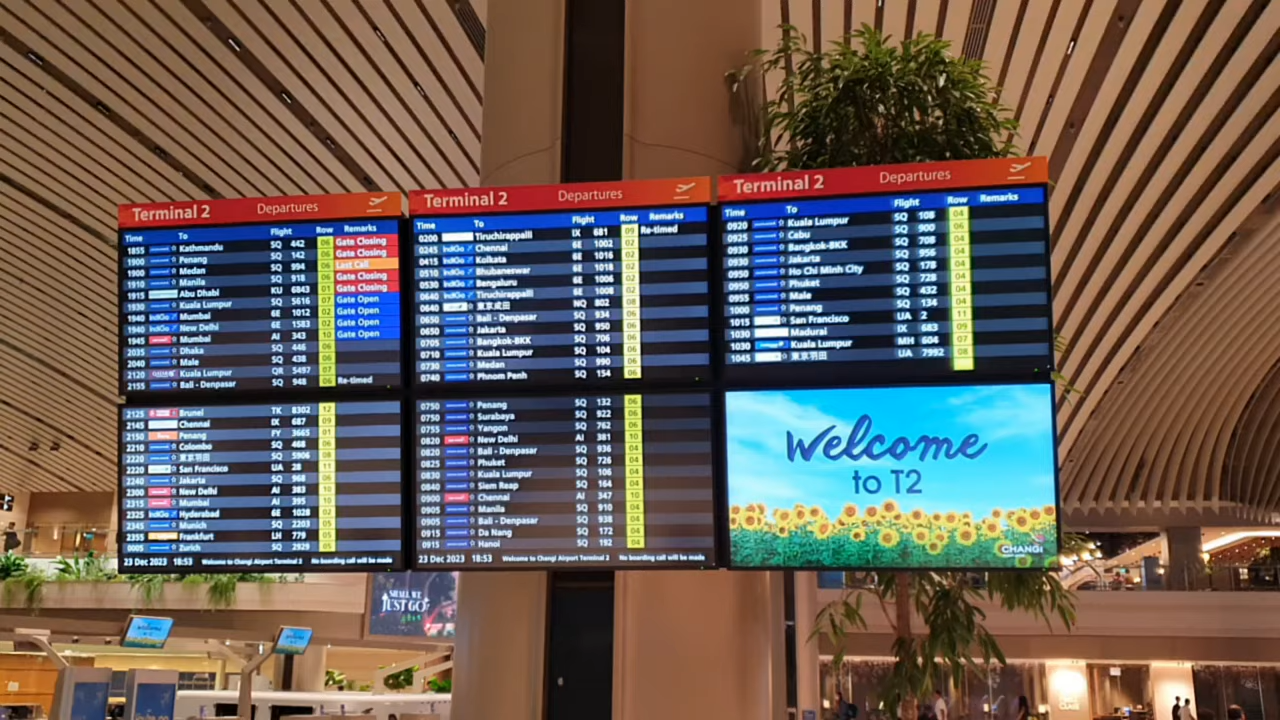 Terminal 2 Departures
Time To Flight Row Remarks
1855 Kathmandu SQ 442 06 Gate Closing
1900 Penang SQ 142 06 Gate Closing
1900 Medan SQ 994 06 Last Call
1910 Manila SQ 918 06 Gate Closing
1915 Abu Dhabi KU 6843 01 Gate Closing
1930 Kuala Lumpur SQ 5616 07 Gate Open
1940 IndiGo Mumbai 6E 1012 02 Gate Open
1940 IndiGo New Delhi 6E 1583 02 Gate Open
1945 Mumbai AI 343 10 Gate Open
2035 Dhaka SQ 446 06
2040 Male SQ 438 06
2120 Kuala Lumpur QR 5497 07
2155 Bali - Denpasar SQ 948 06 Re-timed
2125 Brunei TK 8302 12
2145 Chennai IX 687 09
2150 Penang FY 3665 01
2210 Colombo SQ 468 06
2220 東京羽田 SQ 5906 08
2220 San Francisco UA 28 11
2240 Jakarta SQ 968 06
2300 New Delhi AI 383 10
2315 Mumbai AI 395 10
2325 IndiGo Hyderabad 6E 1028 02
2345 Munich SQ 2203 05
2355 Frankfurt LH 779 05
0005 Zurich SQ 2929 05
23 Dec 2023 18:53 Welcome to Changi Airport Terminal 2 No boarding call will be made
Terminal 2 Departures
Time To Flight Row Remarks
0200 Tiruchirappalli IX 681 09 Re-timed
0245 IndiGo Chennai 6E 1002 02
0415 IndiGo Kolkata 6E 1016 02
0510 IndiGo Bhubaneswar 6E 1018 02
0530 IndiGo Bengaluru 6E 1006 02
0640 IndiGo Tiruchirappalli 6E 1008 02
0640 東京成田 NQ 802 08
0650 Bali - Denpasar SQ 934 06
0650 Jakarta SQ 950 06
0705 Bangkok-BKK SQ 706 06
0710 Kuala Lumpur SQ 104 06
0730 Medan SQ 990 06
0740 Phnom Penh SQ 154 06
0750 Penang SQ 132 06
0750 Surabaya SQ 922 06
0755 Yangon SQ 762 06
0820 New Delhi AI 381 10
0820 Bali - Denpasar SQ 936 04
0825 Phuket SQ 726 04
0830 Kuala Lumpur SQ 106 04
0840 Siem Reap SQ 164 04
0900 Chennai AI 347 10
0905 Manila SQ 910 04
0905 Bali - Denpasar SQ 938 04
0915 Da Nang SQ 172 04
0915 Hanoi SQ 192 04
23 Dec 2023 18:53 Welcome to Changi Airport Terminal 2 No boarding call will be made
Terminal 2 Departures
Time To Flight Row Remarks
0920 Kuala Lumpur SQ 108 04
0925 Cebu SQ 900 06
0930 Bangkok-BKK SQ 708 04
0930 Jakarta SQ 956 04
0950 Ho Chi Minh City SQ 178 04
0950 Phuket SQ 728 04
0955 Male SQ 432 04
1000 Penang SQ 134 04
1015 San Francisco UA 2 11
1030 Madurai IX 683 09
1030 Kuala Lumpur MH 604 07
1045 東京羽田 UA 7992 08
Welcome
to T2
CHANGI
SHALL WE
JUST GO